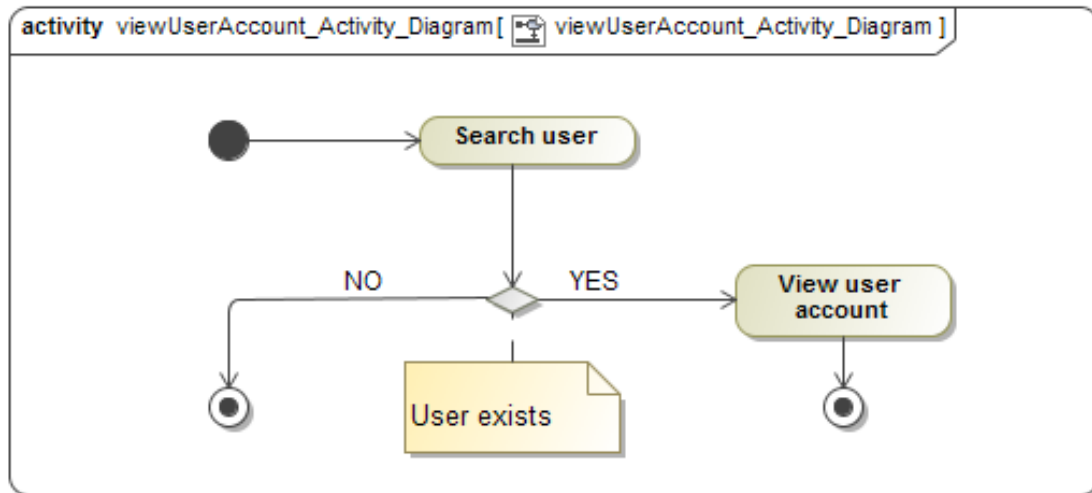 activity viewUserAccount_Activity_Diagram[ viewUserAccount_Activity_Diagram ]
Search user
NO
YES
View user
account
User exists